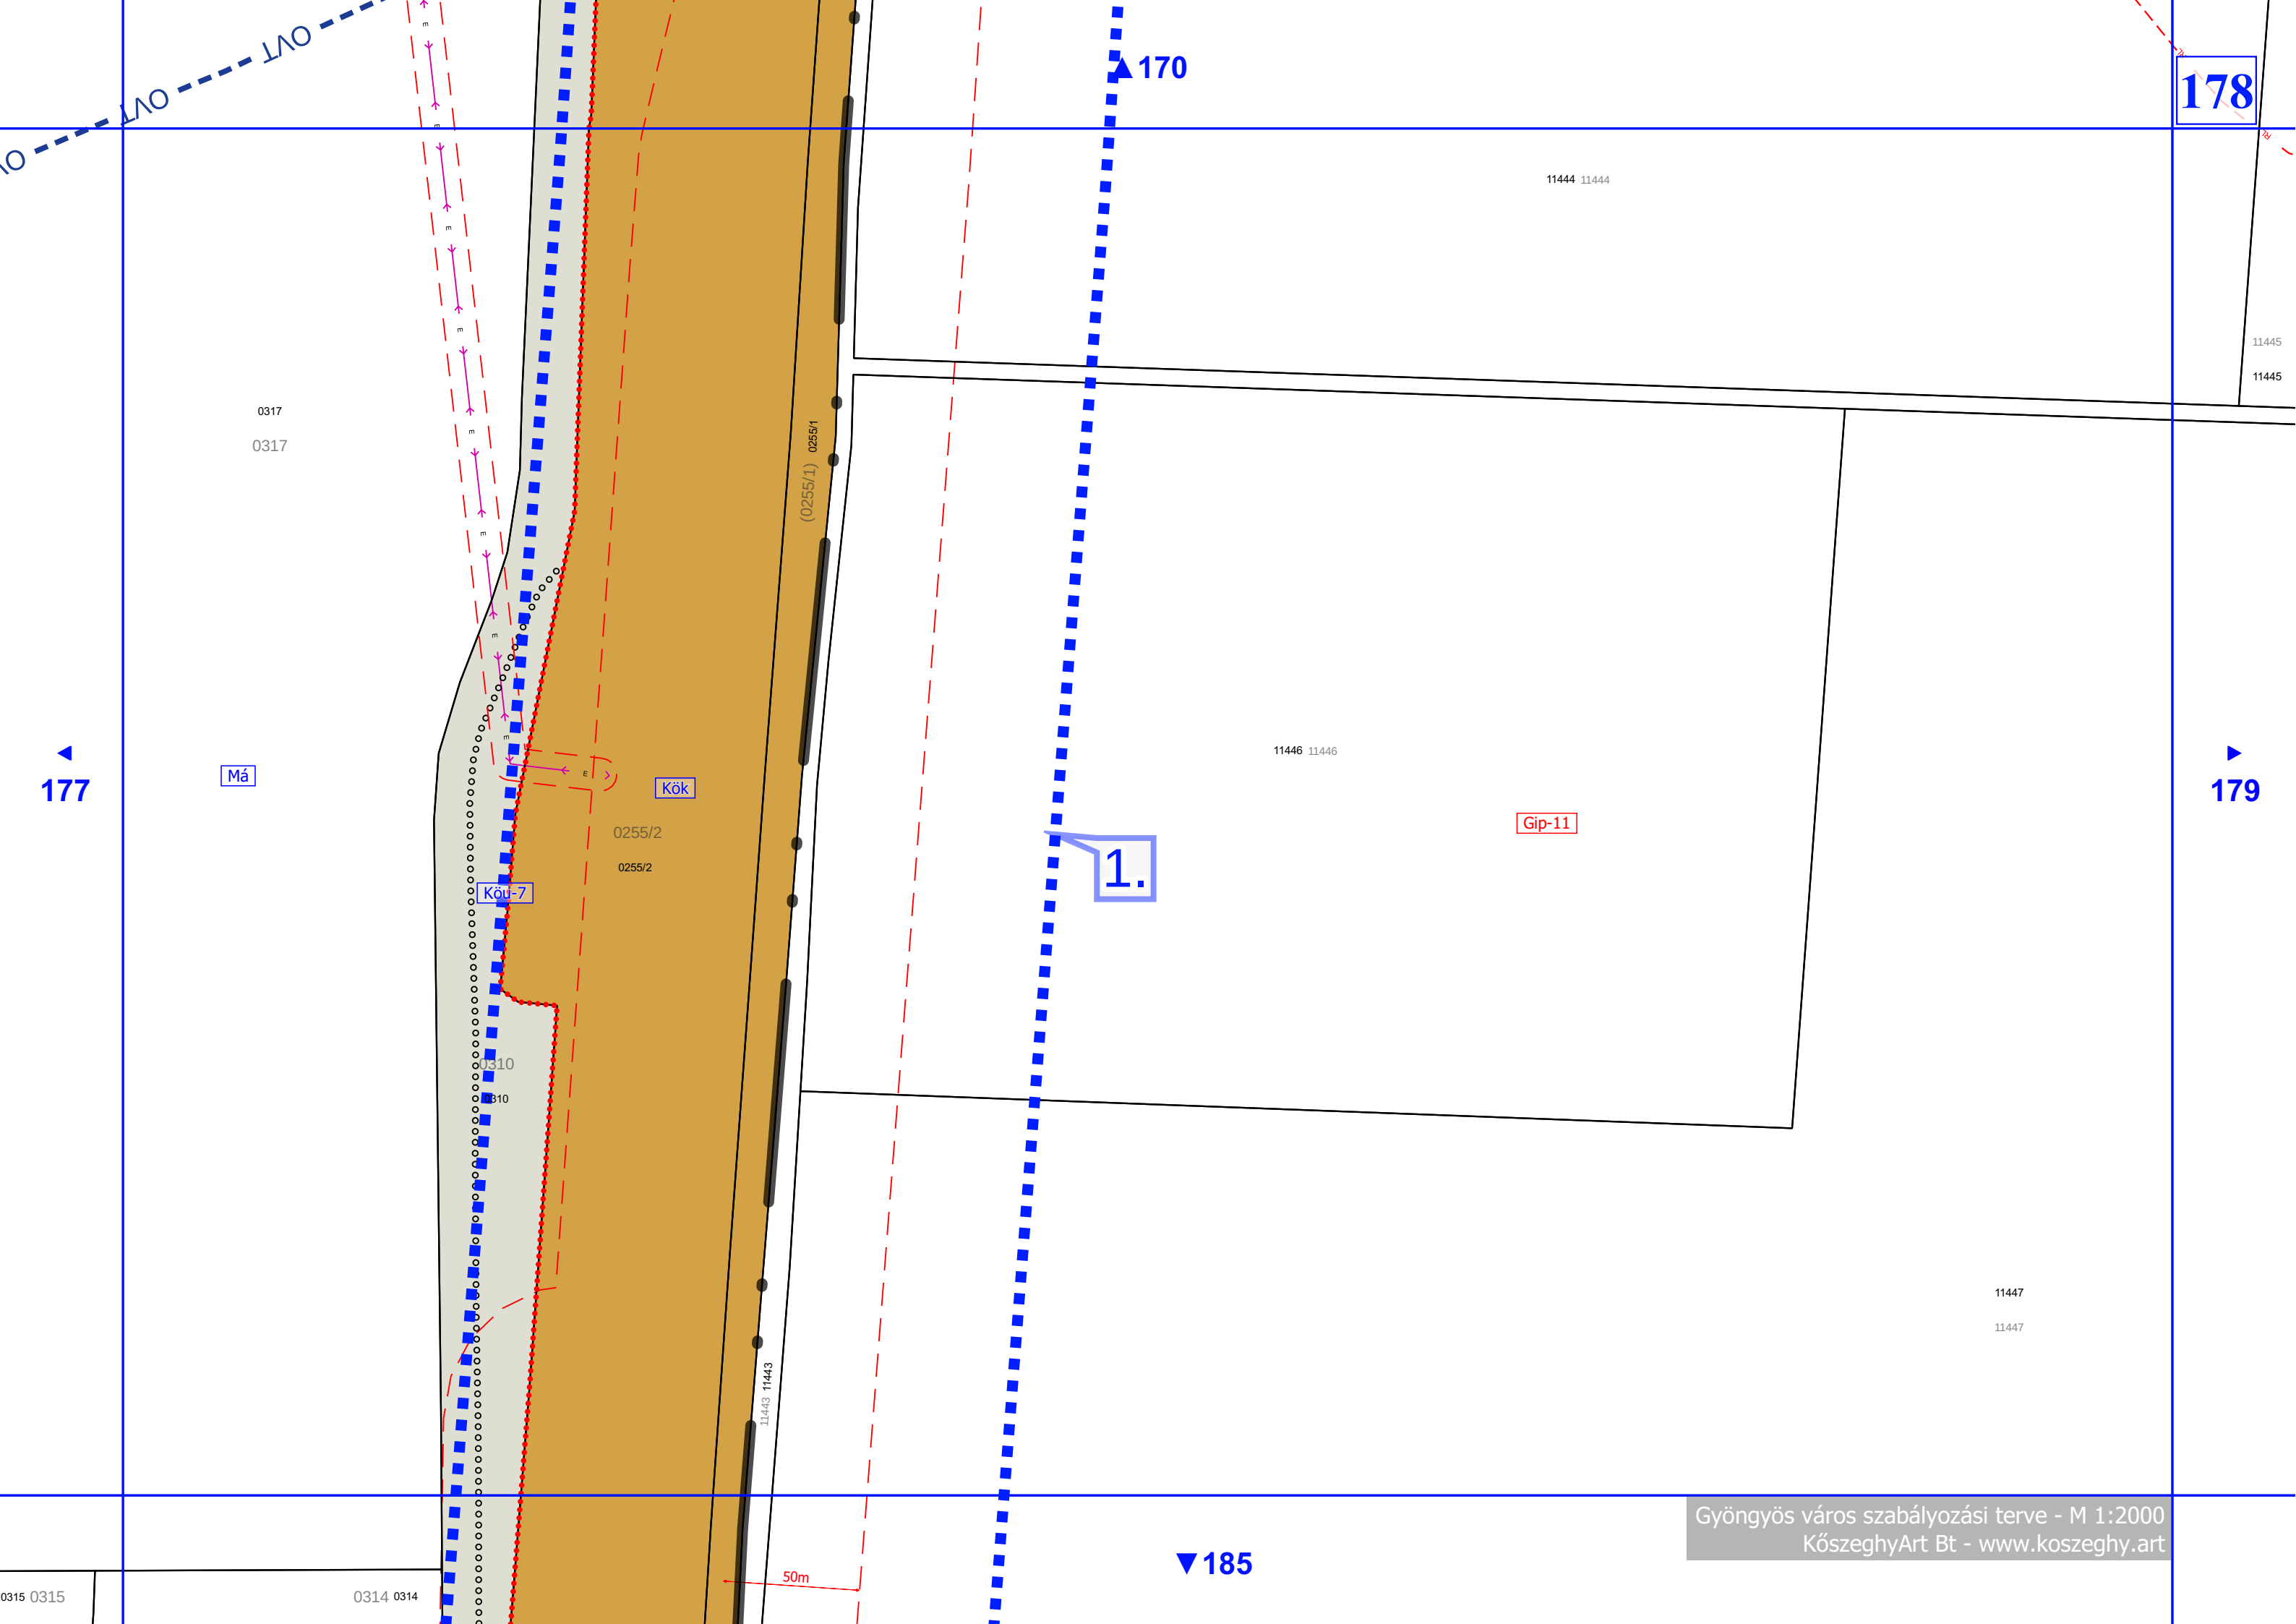 OVT
OVT
170
178
11444 11444
11445
11445
0317
0317
0255/1
(0255/1)
E
E
E
E
E
E
E
E
E
11446 11446
177
Má
Kök
179
Gip-11
0255/2
0255/2
1.
Köu-7
0310
0310
11447
11447
11443
11443
Gyöngyös város szabályozási terve - M 1:2000
KőszeghyArt Bt - www.koszeghy.art
185
50m
0315 0315
0314 0314